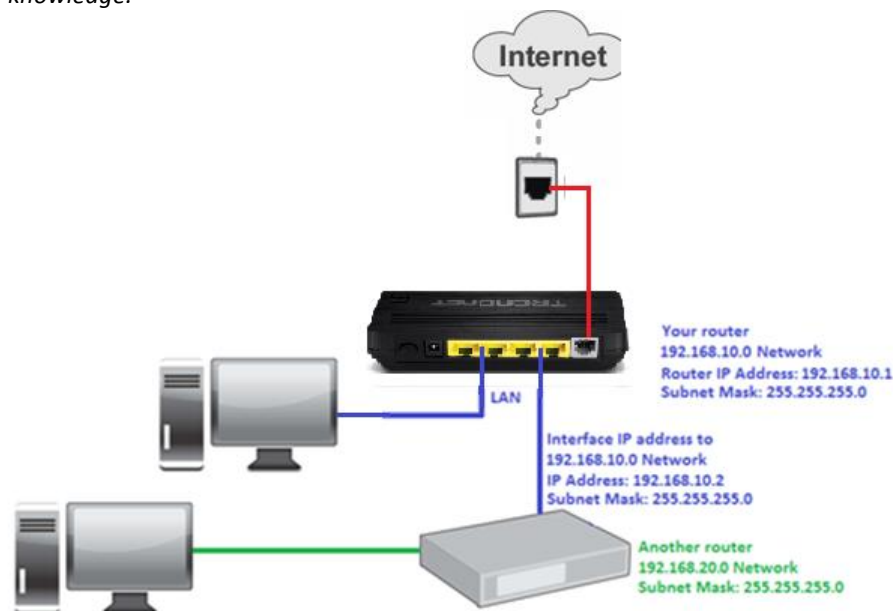 knowledge.
Internet
TRENDNET
Your router
192.168.10.0 Network
Router IP Address: 192.168.10.1
Subnet Mask: 255.255.255.0
LAN
Interface IP address to
192.168.10.0 Network
IP Address: 192.168.10.2
Subnet Mask: 255.255.255.0
Another router
192.168.20.0 Network
Subnet Mask: 255.255.255.0